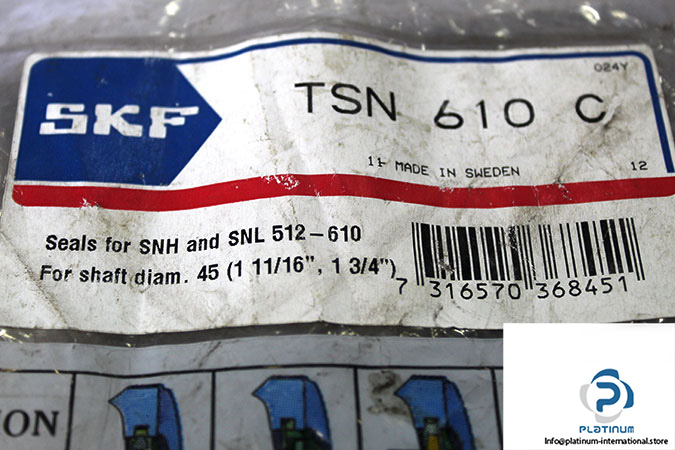 024Y
SKF
TSN 610 C
11- MADE IN SWEDEN 12
Seals for SNH and SNL 512-610
For shaft diam. 45 (1 11/16", 1 3/4")
7 316570 368451
ION
PLATINUM
Info@platinum-international.store